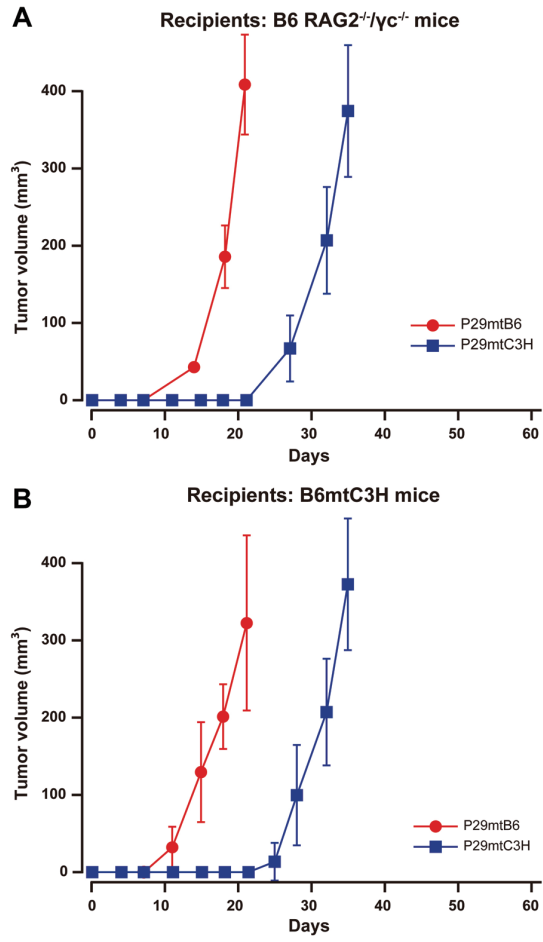 A
Recipients: B6 RAG2⁻/⁻/γc⁻/⁻ mice
Tumor volume (mm³)
400
300
200
100
0
P29mtB6
P29mtC3H
0 10 20 30 40 50 60
Days
B
Recipients: B6mtC3H mice
Tumor volume (mm³)
400
300
200
100
0
P29mtB6
P29mtC3H
0 10 20 30 40 50 60
Days